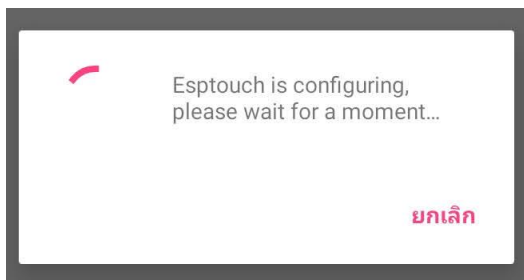 Esptouch is configuring,
please wait for a moment...
ยกเลิก